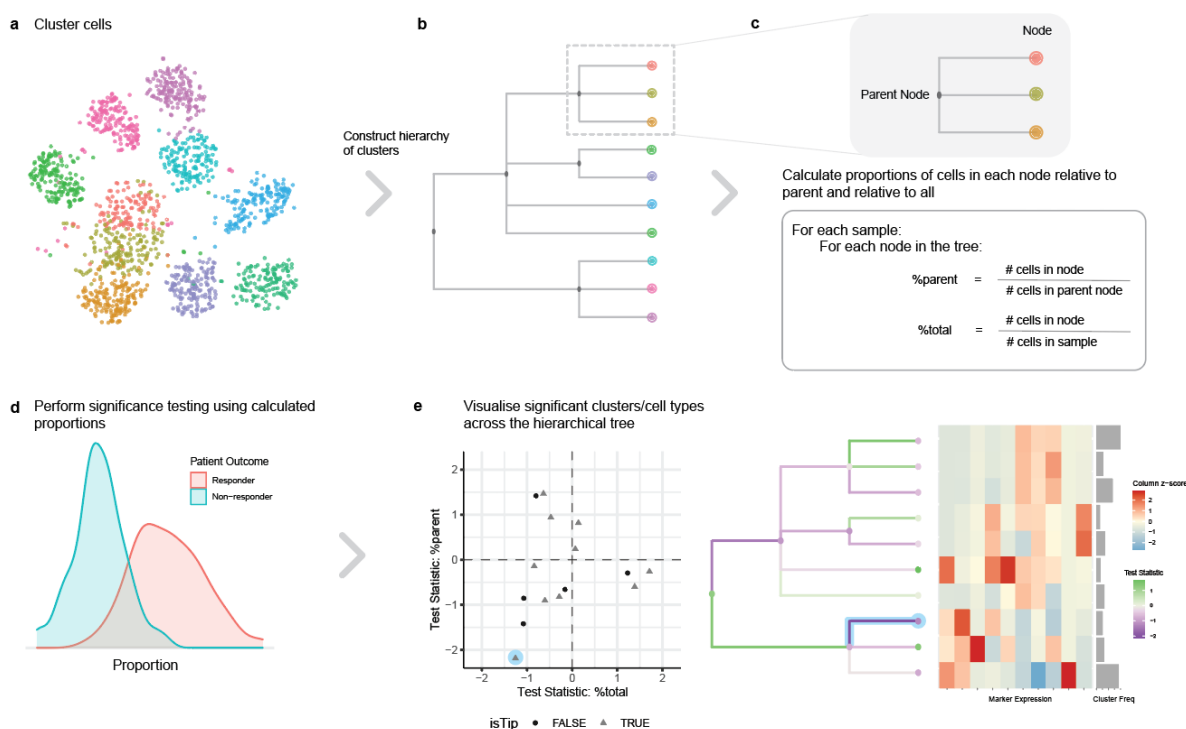 a Cluster cells
b
Construct hierarchy
of clusters
c
Node
Parent Node
Calculate proportions of cells in each node relative to
parent and relative to all
For each sample:
For each node in the tree:
%parent = # cells in node
# cells in parent node
%total = # cells in node
# cells in sample
d Perform significance testing using calculated
proportions
Patient Outcome
Responder
Non-responder
Proportion
e Visualise significant clusters/cell types
across the hierarchical tree
Test Statistic: %parent
2
1
0
−1
−2
−2 −1 0 1 2
Test Statistic: %total
isTip FALSE TRUE
Column z-score
2
1
0
−1
−2
Test Statistic
1
0
−1
−2
Marker Expression
Cluster Freq